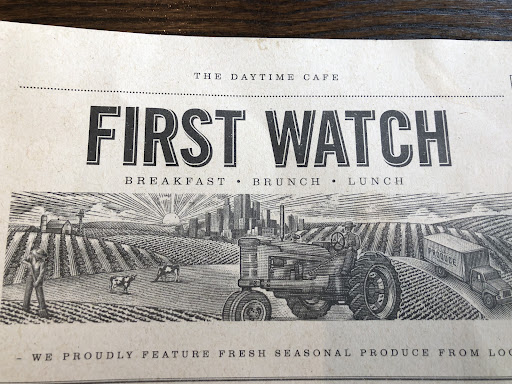 THE DAYTIME CAFE
FIRST WATCH
BREAKFAST • BRUNCH • LUNCH
PRODUCE
– WE PROUDLY FEATURE FRESH SEASONAL PRODUCE FROM LOC